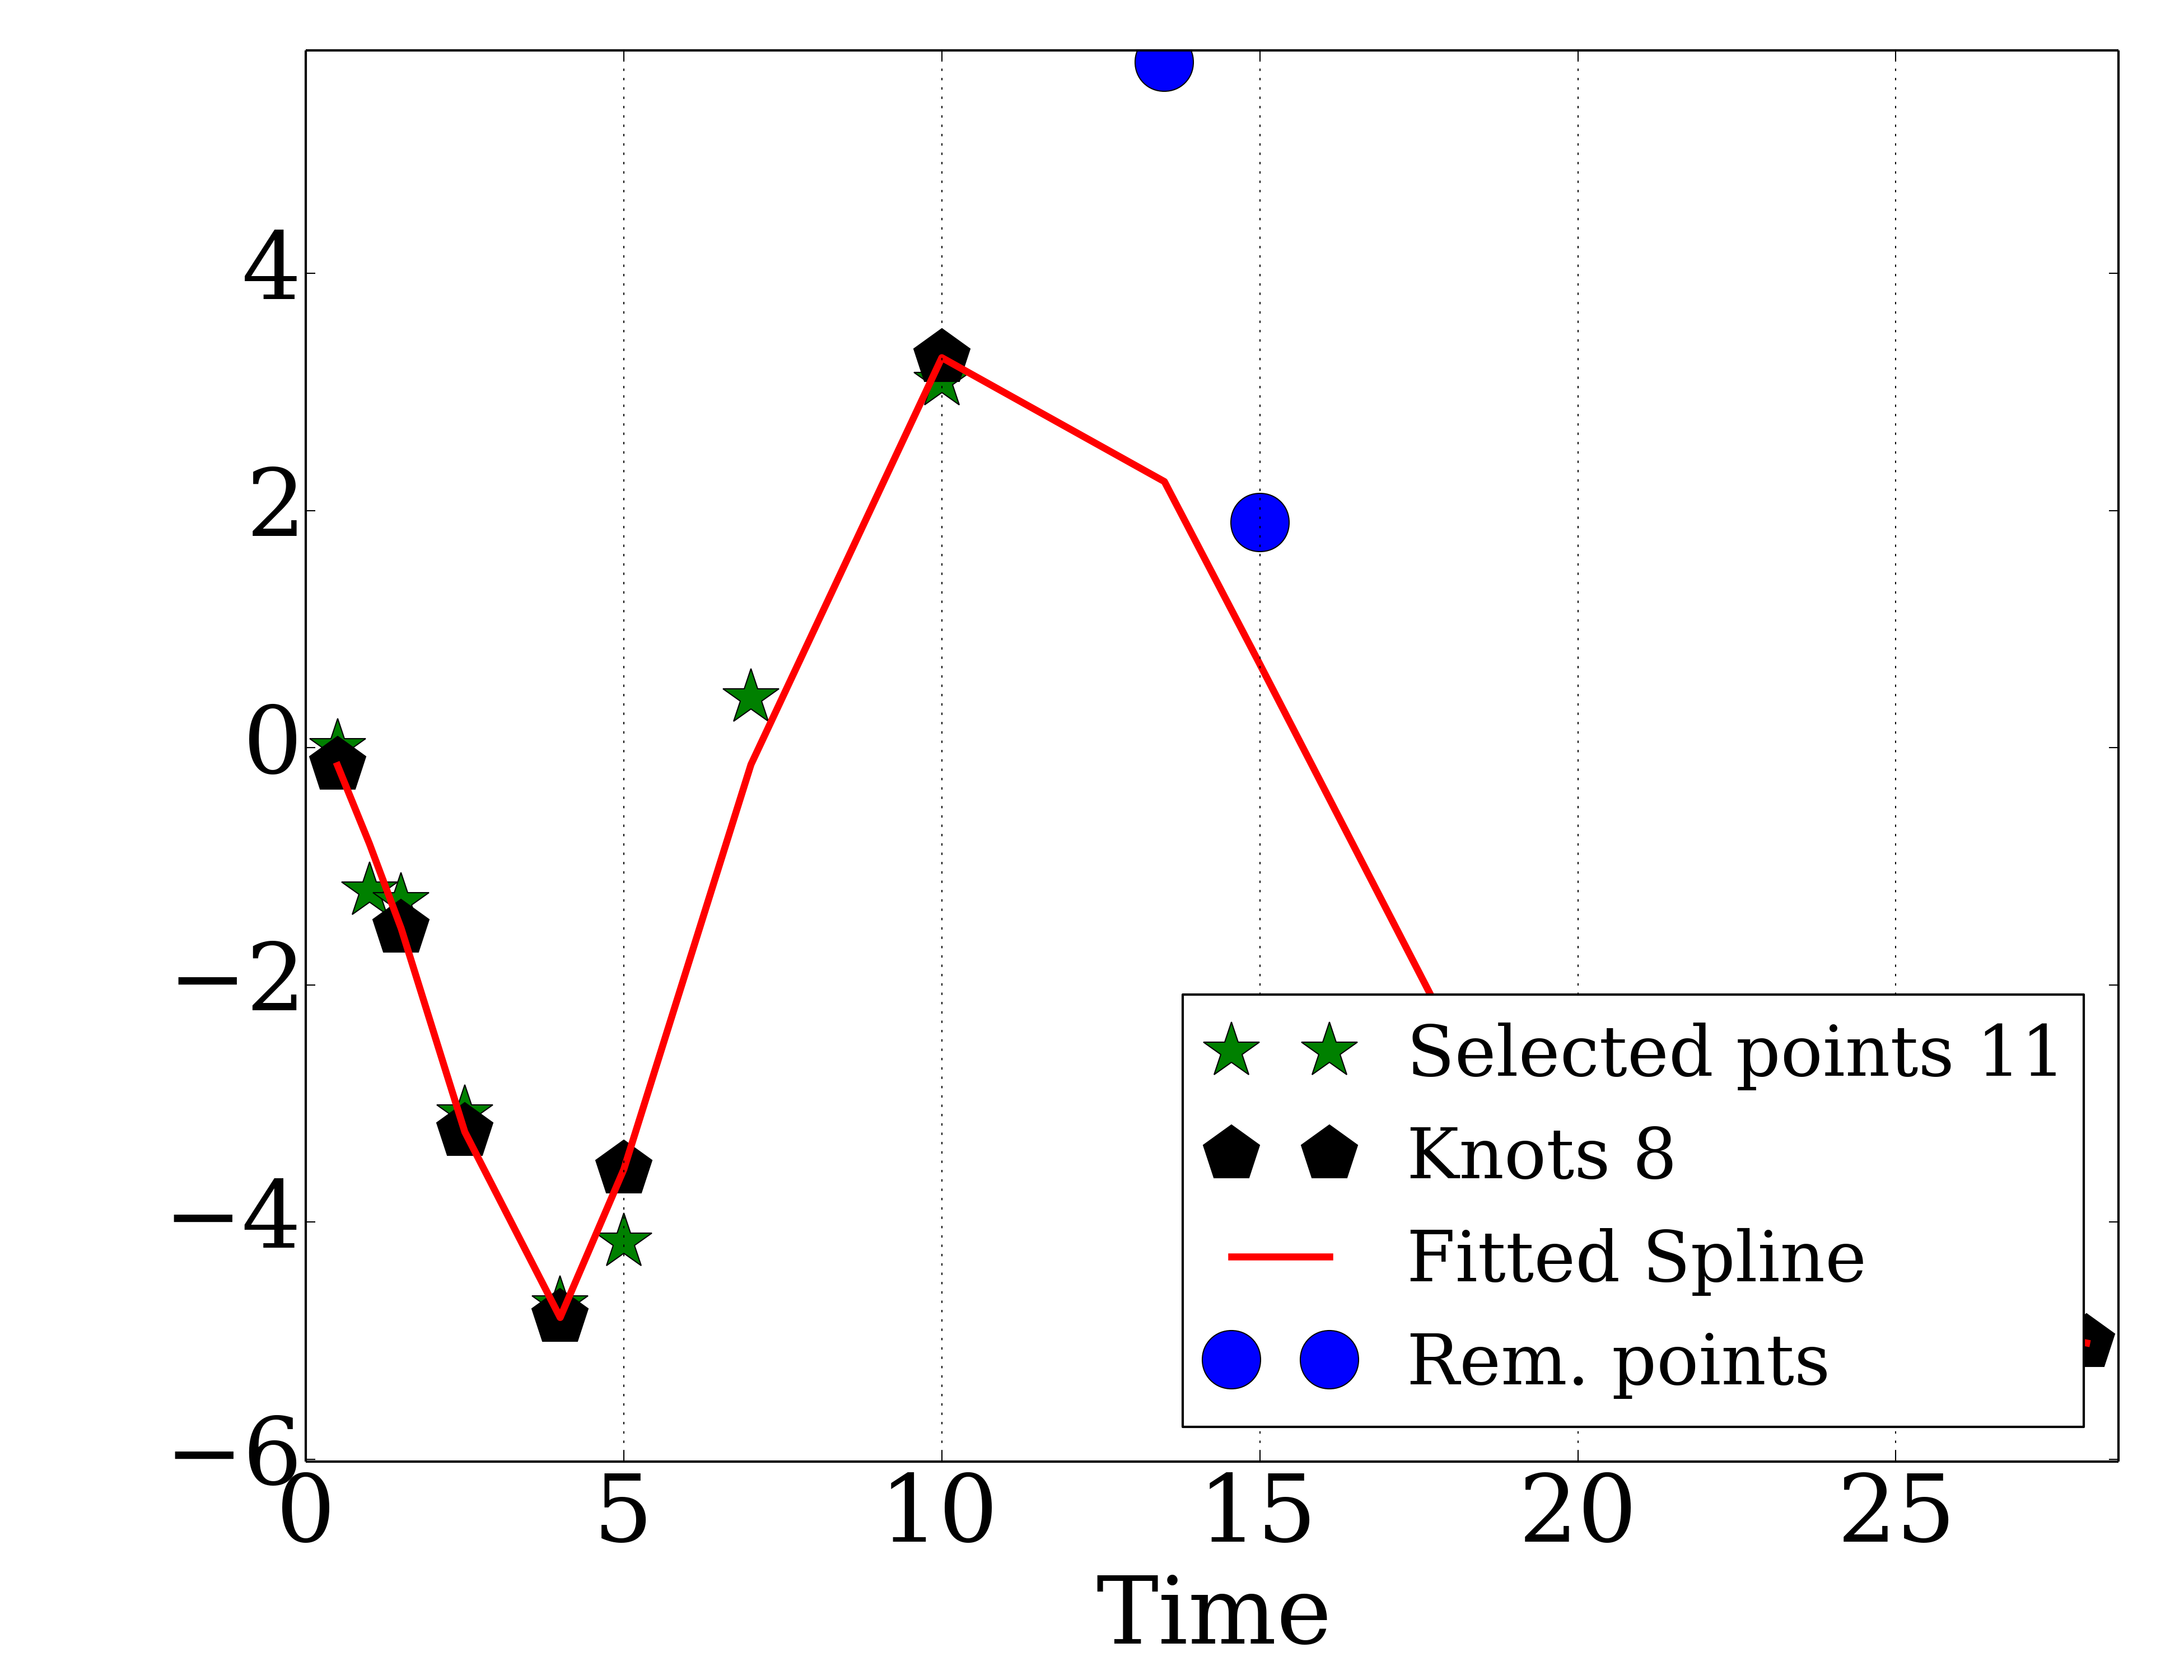 4
2
0
−2
−4
−6
0 5 10 15 20 25
Time
Selected points 11
Knots 8
Fitted Spline
Rem. points